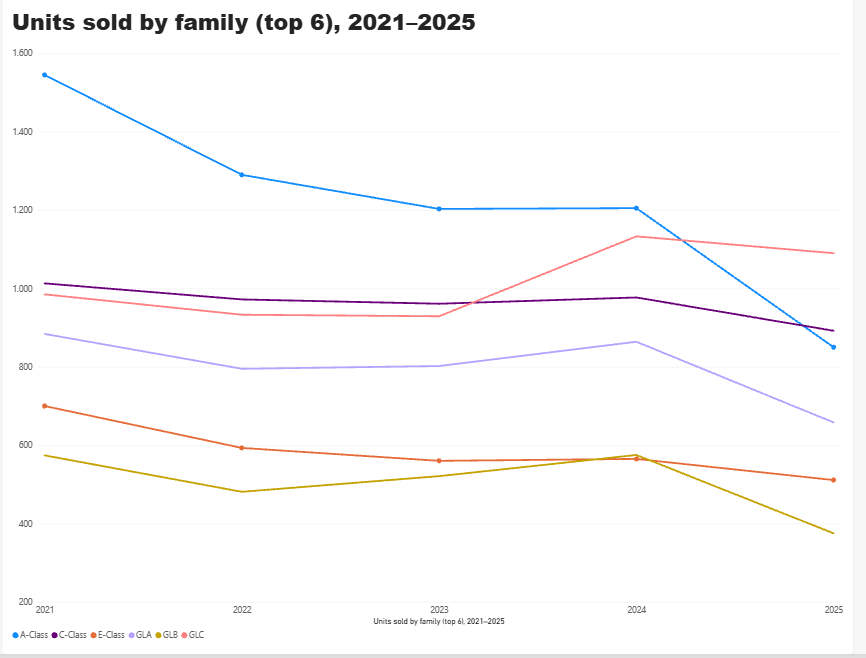 Units sold by family (top 6), 2021–2025
1.600
1.400
1.200
1.000
800
600
400
200
2021 2022 2023 2024 2025
Units sold by family (top 6), 2021–2025
A-Class C-Class E-Class GLA GLB GLC